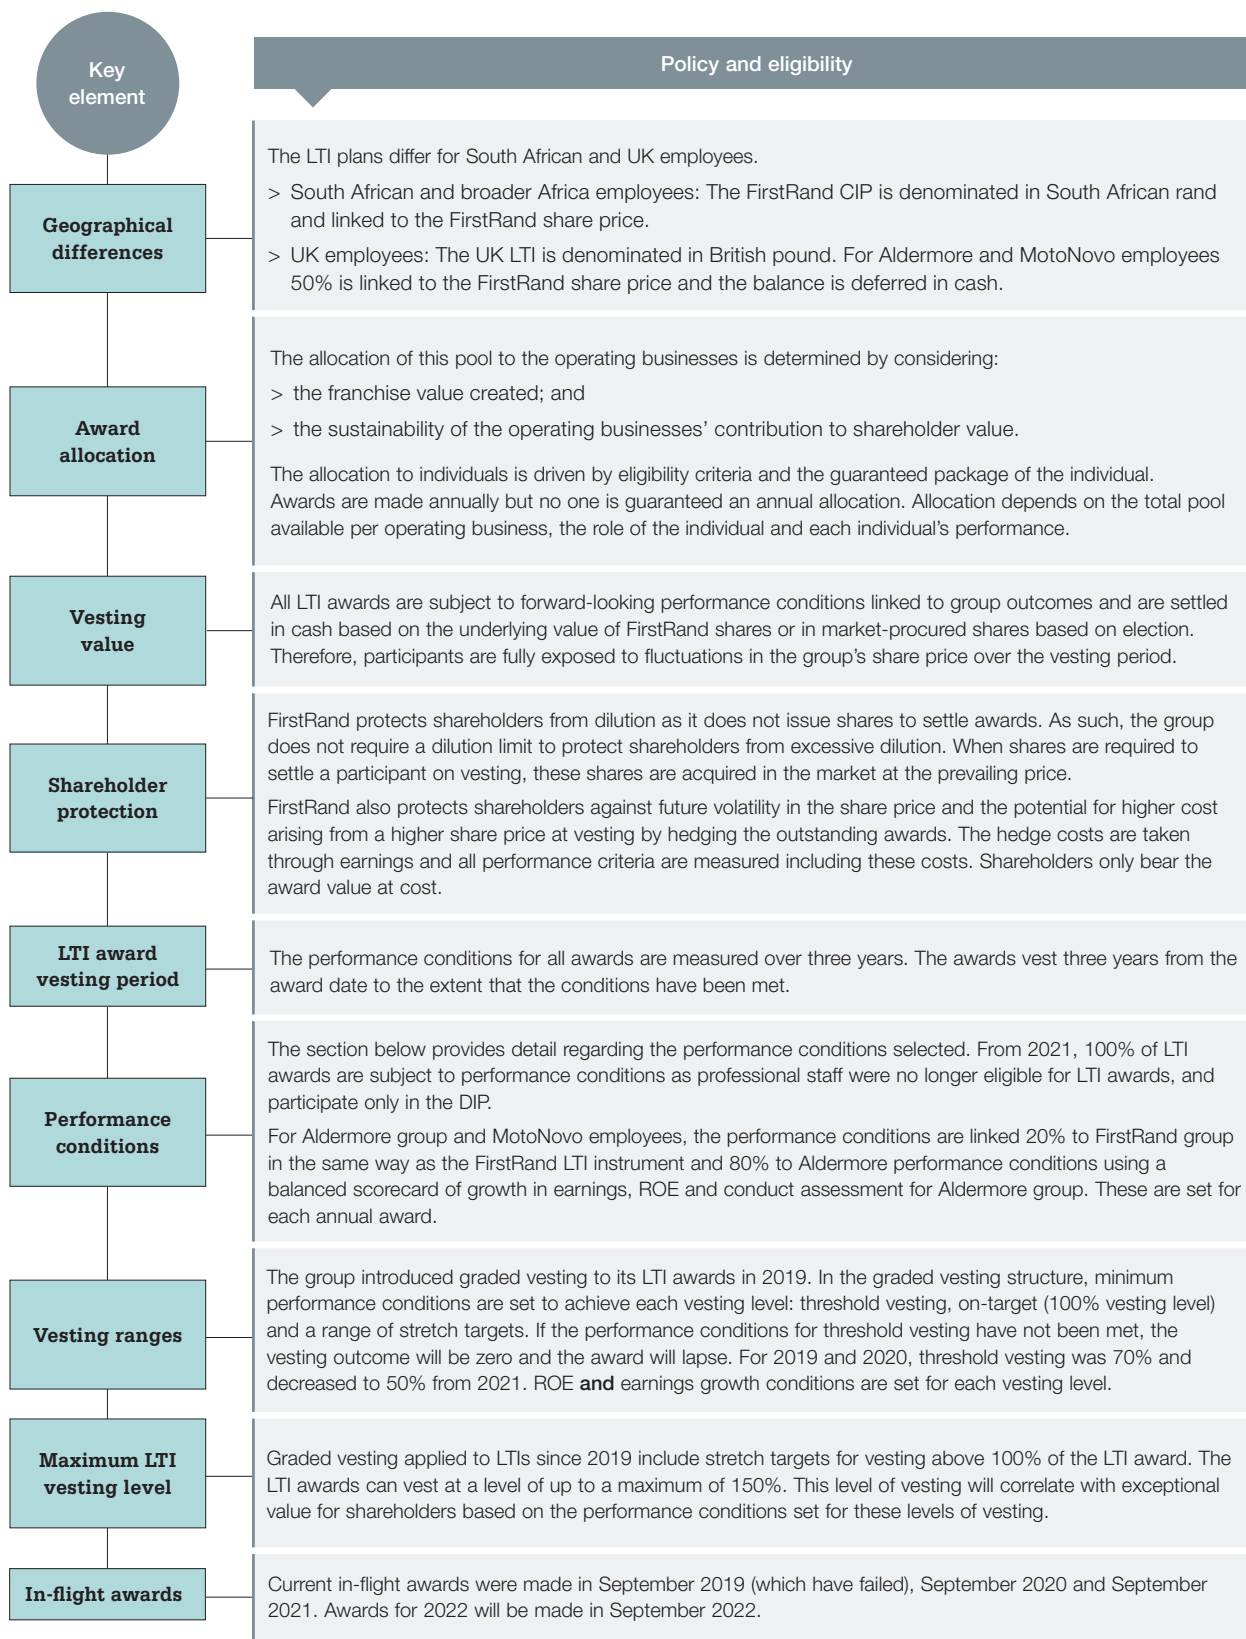 Key
element
Policy and eligibility
Geographical
differences
The LTI plans differ for South African and UK employees.
> South African and broader Africa employees: The FirstRand CIP is denominated in South African rand
and linked to the FirstRand share price.
> UK employees: The UK LTI is denominated in British pound. For Aldermore and MotoNovo employees
50% is linked to the FirstRand share price and the balance is deferred in cash.
Award
allocation
The allocation of this pool to the operating businesses is determined by considering:
> the franchise value created; and
> the sustainability of the operating businesses' contribution to shareholder value.
The allocation to individuals is driven by eligibility criteria and the guaranteed package of the individual.
Awards are made annually but no one is guaranteed an annual allocation. Allocation depends on the total pool
available per operating business, the role of the individual and each individual's performance.
Vesting
value
All LTI awards are subject to forward-looking performance conditions linked to group outcomes and are settled
in cash based on the underlying value of FirstRand shares or in market-procured shares based on election.
Therefore, participants are fully exposed to fluctuations in the group's share price over the vesting period.
Shareholder
protection
FirstRand protects shareholders from dilution as it does not issue shares to settle awards. As such, the group
does not require a dilution limit to protect shareholders from excessive dilution. When shares are required to
settle a participant on vesting, these shares are acquired in the market at the prevailing price.
FirstRand also protects shareholders against future volatility in the share price and the potential for higher cost
arising from a higher share price at vesting by hedging the outstanding awards. The hedge costs are taken
through earnings and all performance criteria are measured including these costs. Shareholders only bear the
award value at cost.
LTI award
vesting period
The performance conditions for all awards are measured over three years. The awards vest three years from the
award date to the extent that the conditions have been met.
Performance
conditions
The section below provides detail regarding the performance conditions selected. From 2021, 100% of LTI
awards are subject to performance conditions as professional staff were no longer eligible for LTI awards, and
participate only in the DIP.
For Aldermore group and MotoNovo employees, the performance conditions are linked 20% to FirstRand group
in the same way as the FirstRand LTI instrument and 80% to Aldermore performance conditions using a
balanced scorecard of growth in earnings, ROE and conduct assessment for Aldermore group. These are set for
each annual award.
Vesting ranges
The group introduced graded vesting to its LTI awards in 2019. In the graded vesting structure, minimum
performance conditions are set to achieve each vesting level: threshold vesting, on-target (100% vesting level)
and a range of stretch targets. If the performance conditions for threshold vesting have not been met, the
vesting outcome will be zero and the award will lapse. For 2019 and 2020, threshold vesting was 70% and
decreased to 50% from 2021. ROE and earnings growth conditions are set for each vesting level.
Maximum LTI
vesting level
Graded vesting applied to LTIs since 2019 include stretch targets for vesting above 100% of the LTI award. The
LTI awards can vest at a level of up to a maximum of 150%. This level of vesting will correlate with exceptional
value for shareholders based on the performance conditions set for these levels of vesting.
In-flight awards
Current in-flight awards were made in September 2019 (which have failed), September 2020 and September
2021. Awards for 2022 will be made in September 2022.